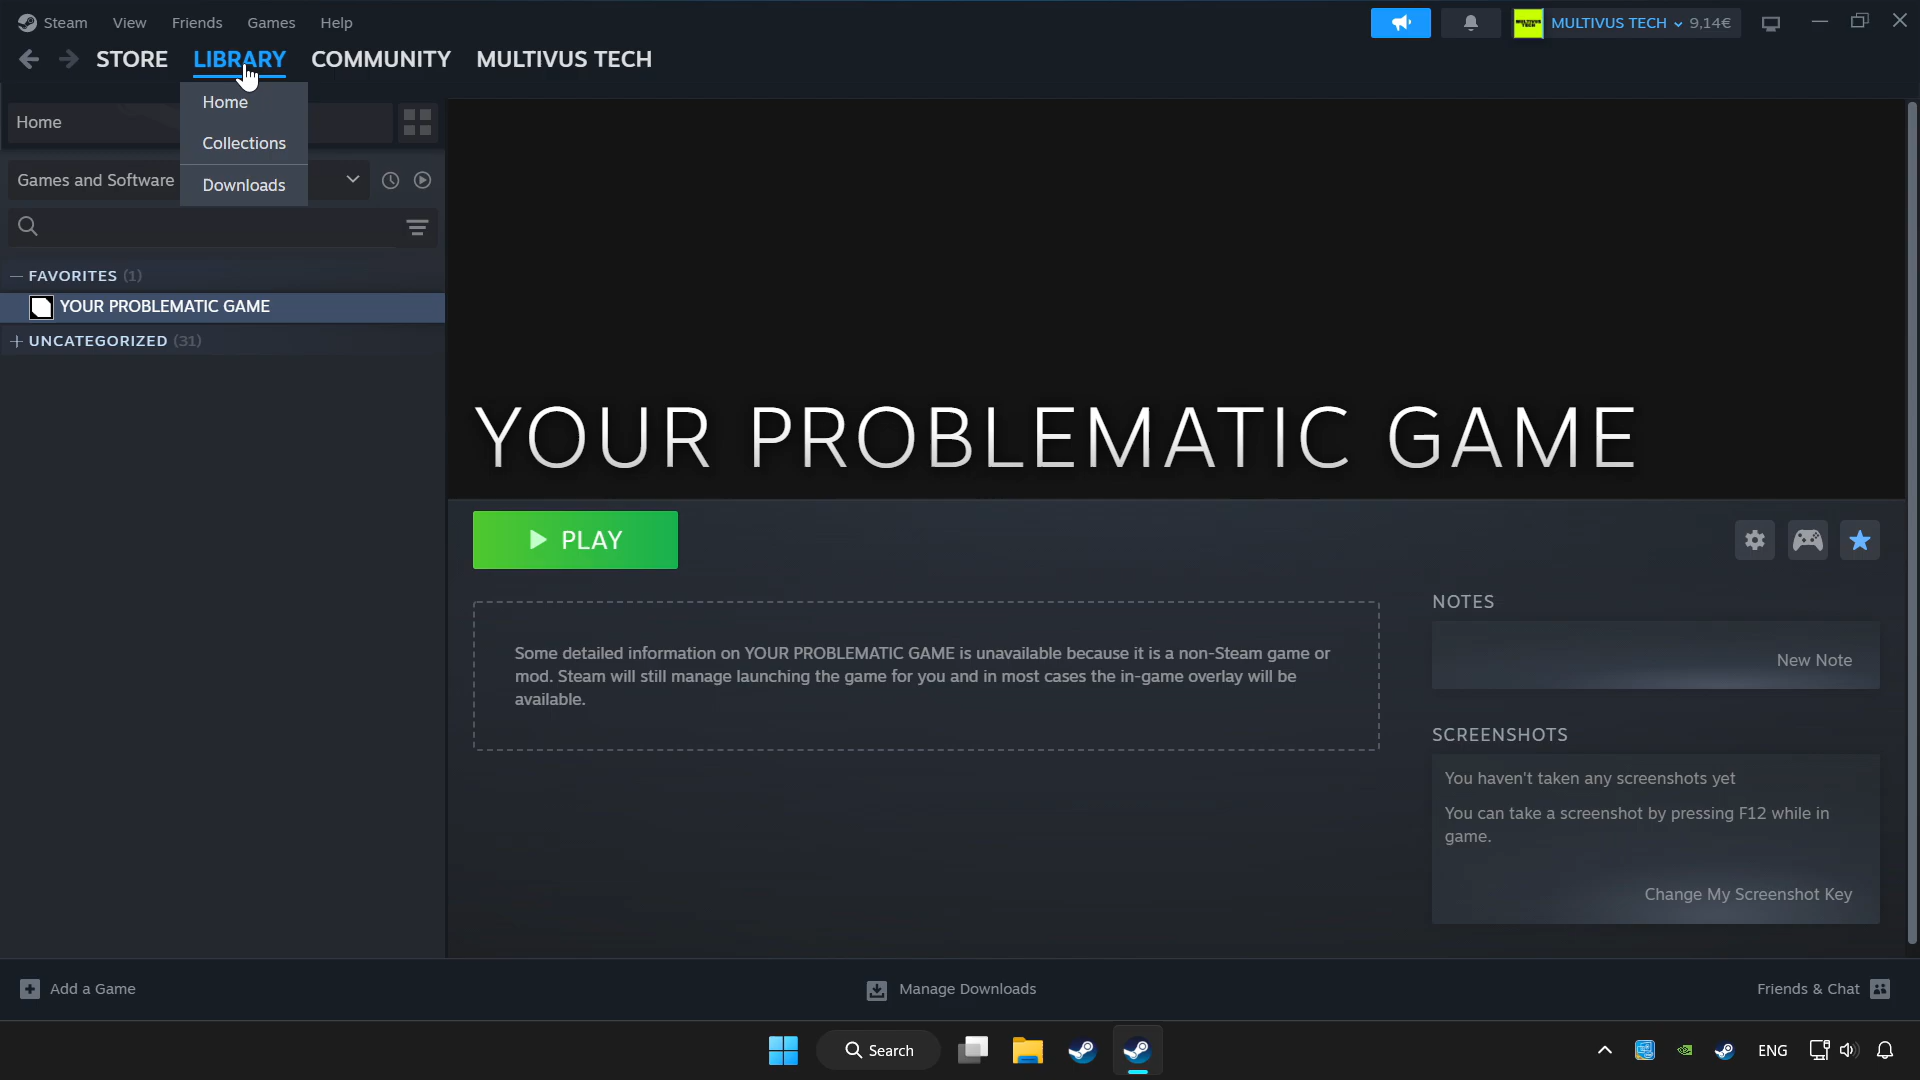 Steam View Friends Games Help
MULTIVUS TECH 9,14€
STORE LIBRARY COMMUNITY MULTIVUS TECH
Home
Collections
Downloads
Home
Games and Software
— FAVORITES (1)
YOUR PROBLEMATIC GAME
+ UNCATEGORIZED (31)
YOUR PROBLEMATIC GAME
PLAY
Some detailed information on YOUR PROBLEMATIC GAME is unavailable because it is a non-Steam game or
mod. Steam will still manage launching the game for you and in most cases the in-game overlay will be
available.
NOTES
New Note
SCREENSHOTS
You haven't taken any screenshots yet
You can take a screenshot by pressing F12 while in
game.
Change My Screenshot Key
Add a Game
Manage Downloads
Friends & Chat
Search
ENG